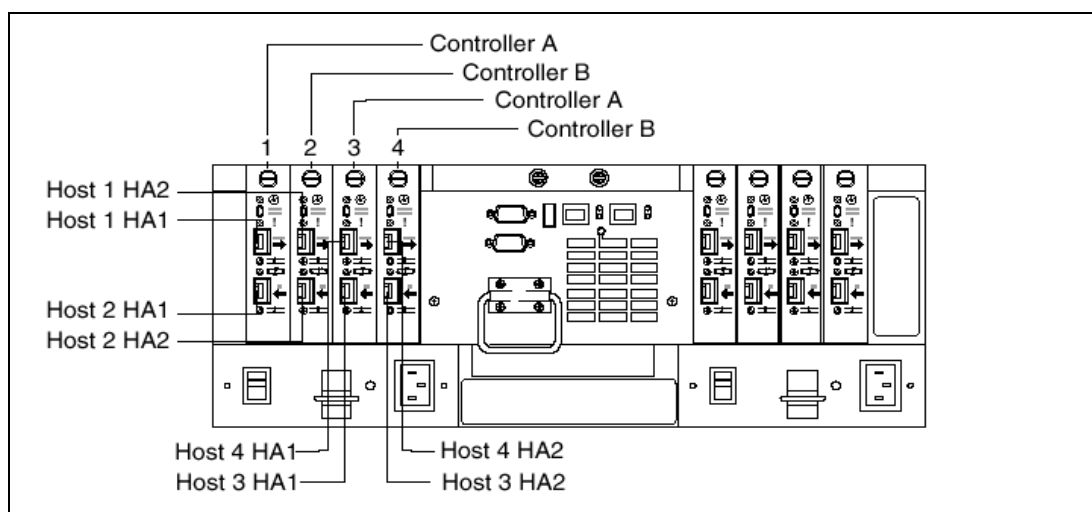 Controller A
Controller B
Controller A
Controller B
1 2 3 4
Host 1 HA2
Host 1 HA1
Host 2 HA1
Host 2 HA2
Host 4 HA1 Host 4 HA2
Host 3 HA1 Host 3 HA2